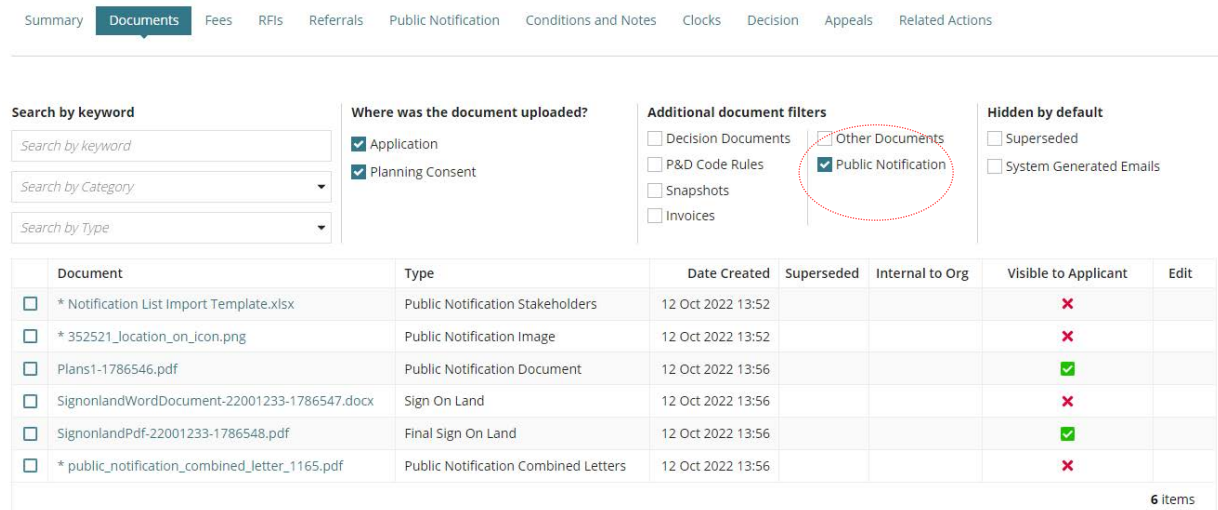 Summary Documents Fees RFIs Referrals Public Notification Conditions and Notes Clocks Decision Appeals Related Actions
Search by keyword
Search by keyword
Search by Category
Search by Type
Where was the document uploaded?
Application
Planning Consent
Additional document filters
Decision Documents
P&D Code Rules
Snapshots
Invoices
Other Documents
Public Notification
Hidden by default
Superseded
System Generated Emails
Document Type Date Created Superseded Internal to Org Visible to Applicant Edit
* Notification List Import Template.xlsx Public Notification Stakeholders 12 Oct 2022 13:52
* 352521_location_on_icon.png Public Notification Image 12 Oct 2022 13:52
Plans1-1786546.pdf Public Notification Document 12 Oct 2022 13:56
SignonlandWordDocument-22001233-1786547.docx Sign On Land 12 Oct 2022 13:56
SignonlandPdf-22001233-1786548.pdf Final Sign On Land 12 Oct 2022 13:56
* public_notification_combined_letter_1165.pdf Public Notification Combined Letters 12 Oct 2022 13:56
6 items